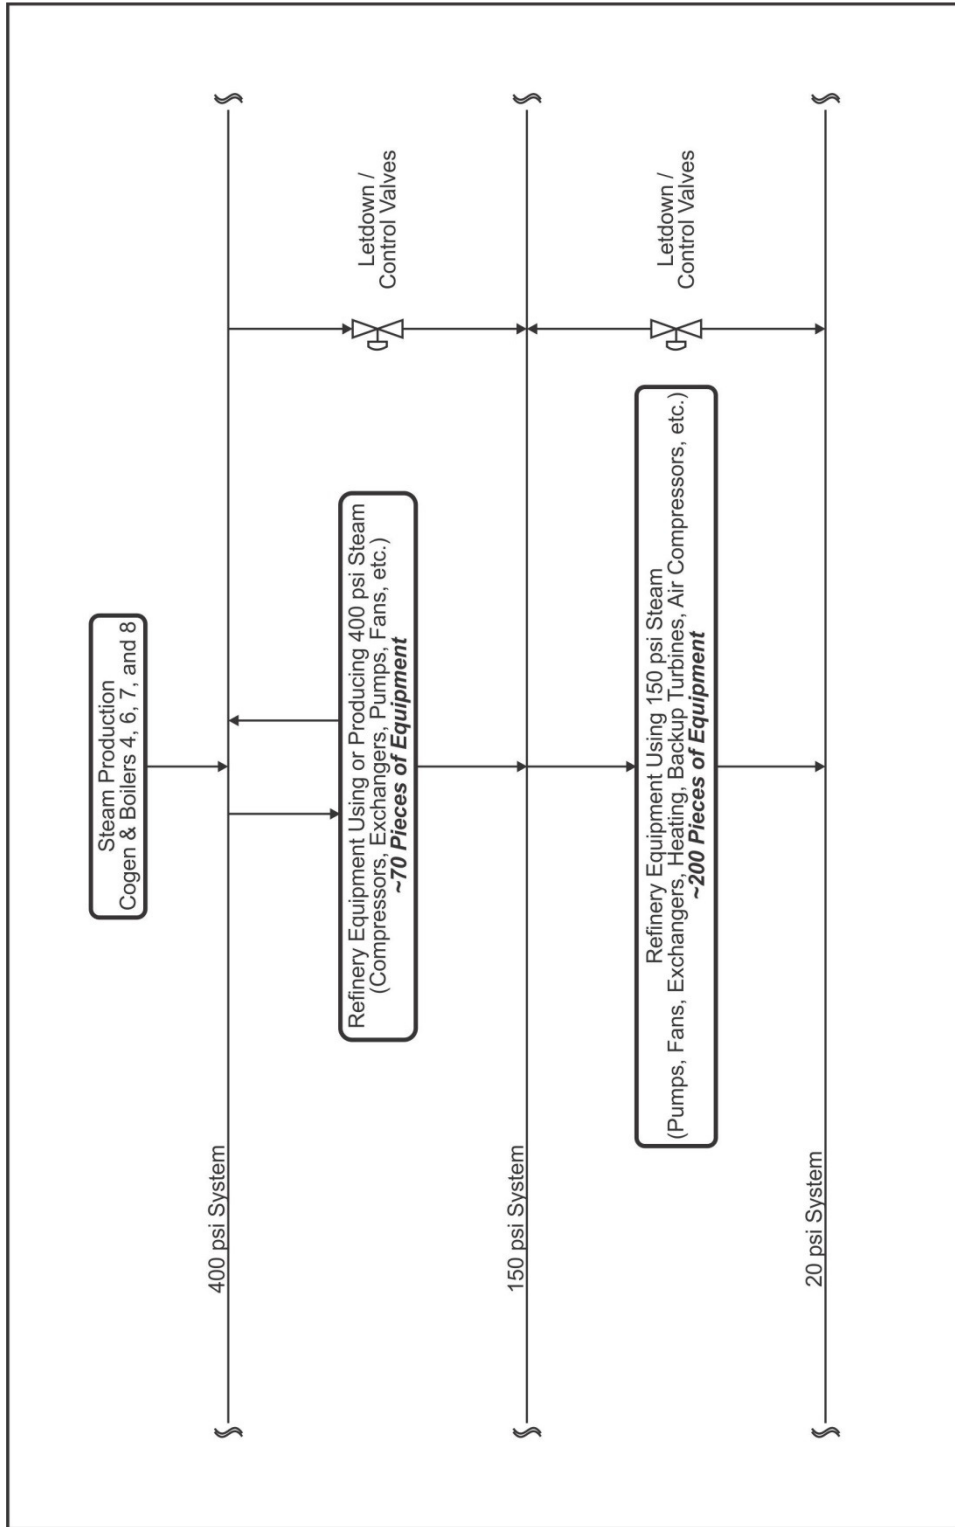 Steam Production
Cogen & Boilers 4, 6, 7, and 8
400 psi System
Refinery Equipment Using or Producing 400 psi Steam
(Compressors, Exchangers, Pumps, Fans, etc.)
~70 Pieces of Equipment
Letdown /
Control Valves
150 psi System
Refinery Equipment Using 150 psi Steam
(Pumps, Fans, Exchangers, Heating, Backup Turbines, Air Compressors, etc.)
~200 Pieces of Equipment
Letdown /
Control Valves
20 psi System